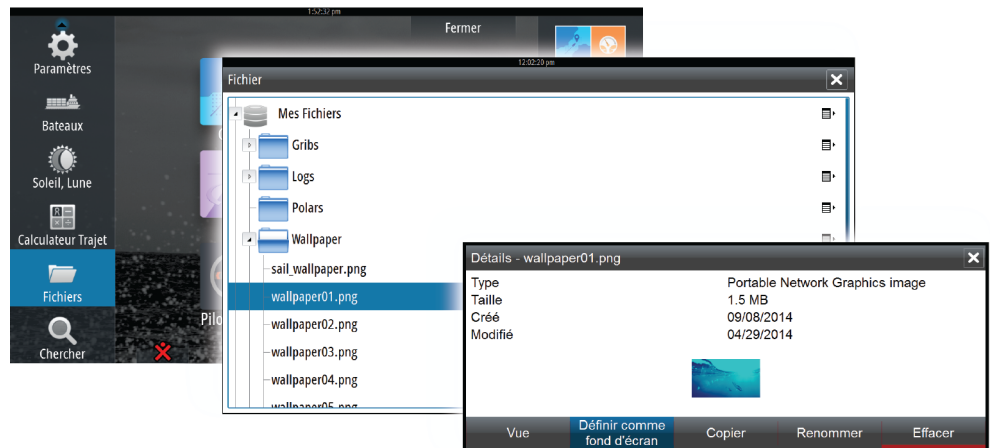 1:52:32 pm
Fermer
Paramètres
Bateaux
Soleil, Lune
Calculateur Trajet
Fichiers
Chercher
12:02:20 pm
Fichier
Mes Fichiers
Gribs
Logs
Polars
Wallpaper
sail_wallpaper.png
wallpaper01.png
wallpaper02.png
wallpaper03.png
wallpaper04.png
wallpaper05.png
Détails - wallpaper01.png
Type Portable Network Graphics image
Taille 1.5 MB
Créé 09/08/2014
Modifié 04/29/2014
Vue
Définir comme
fond d'écran
Copier
Renommer
Effacer